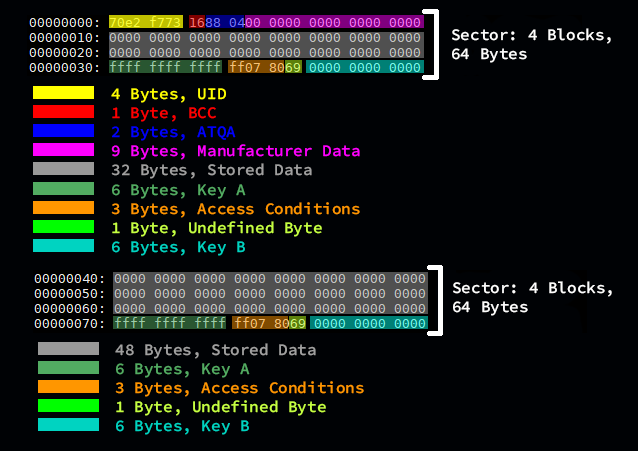 00000000: 70e2 f773 1688 0400 0000 0000 0000 0000
00000010: 0000 0000 0000 0000 0000 0000 0000 0000
00000020: 0000 0000 0000 0000 0000 0000 0000 0000
00000030: ffff ffff ffff ff07 8069 0000 0000 0000
Sector: 4 Blocks,
64 Bytes
4 Bytes, UID
1 Byte, BCC
2 Bytes, ATQA
9 Bytes, Manufacturer Data
32 Bytes, Stored Data
6 Bytes, Key A
3 Bytes, Access Conditions
1 Byte, Undefined Byte
6 Bytes, Key B
00000040: 0000 0000 0000 0000 0000 0000 0000 0000
00000050: 0000 0000 0000 0000 0000 0000 0000 0000
00000060: 0000 0000 0000 0000 0000 0000 0000 0000
00000070: ffff ffff ffff ff07 8069 0000 0000 0000
Sector: 4 Blocks,
64 Bytes
48 Bytes, Stored Data
6 Bytes, Key A
3 Bytes, Access Conditions
1 Byte, Undefined Byte
6 Bytes, Key B